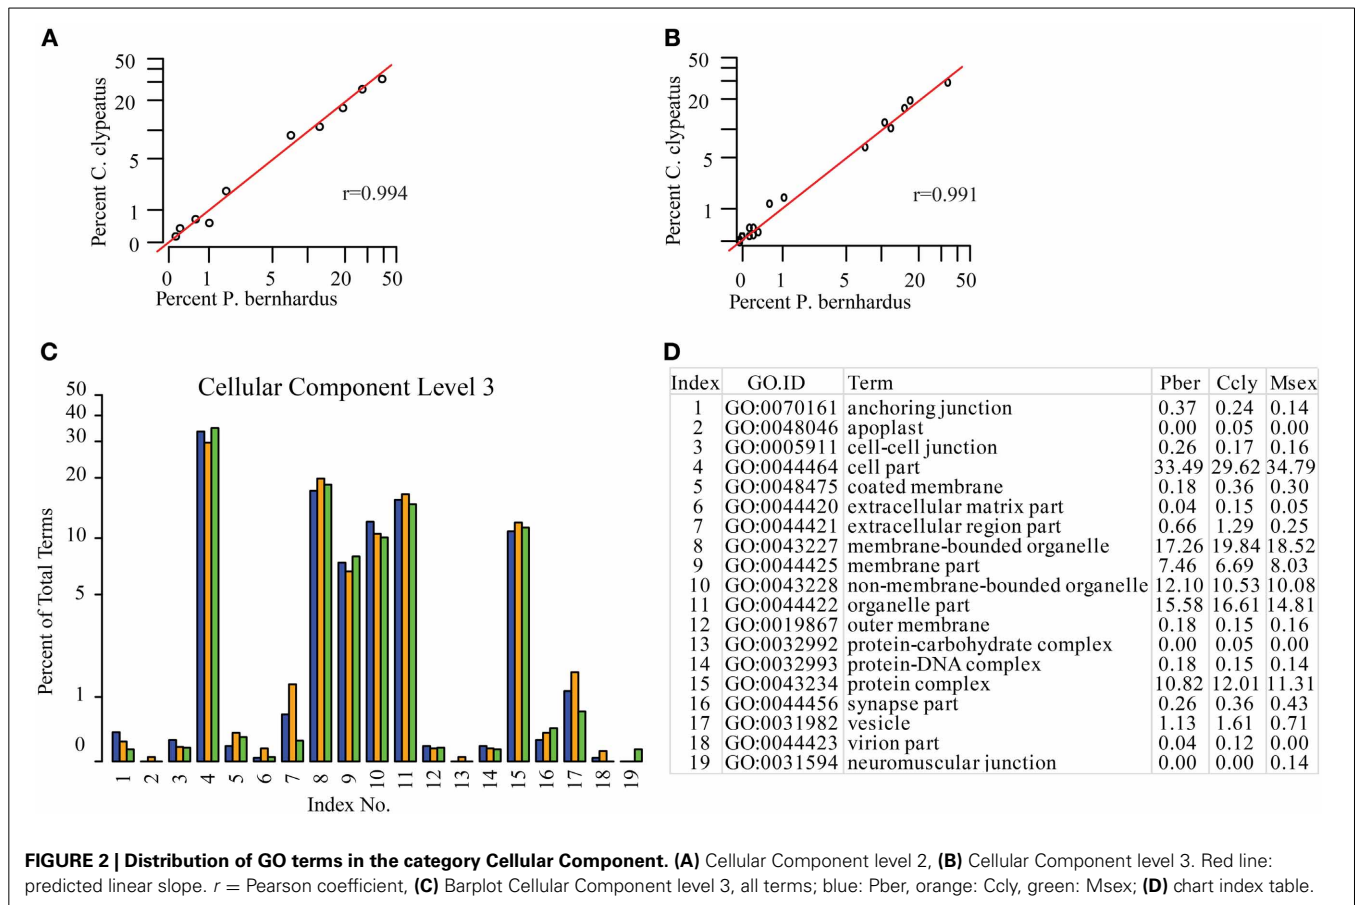 A
50
20
5
1
0
Percent C. clypeatus
r=0.994
0 1 5 20 50
Percent P. bernhardus
B
50
20
5
1
Percent C. clypeatus
r=0.991
0 1 5 20 50
Percent P. bernhardus
C
Cellular Component Level 3
50
40
30
20
10
5
1
0
Percent of Total Terms
1 2 3 4 5 6 7 8 9 10 11 12 13 14 15 16 17 18 19
Index No.
D
Index GO.ID Term Pber Ccly Msex
1 GO:0070161 anchoring junction 0.37 0.24 0.14
2 GO:0048046 apoplast 0.00 0.05 0.00
3 GO:0005911 cell-cell junction 0.26 0.17 0.16
4 GO:0044464 cell part 33.49 29.62 34.79
5 GO:0048475 coated membrane 0.18 0.36 0.30
6 GO:0044420 extracellular matrix part 0.04 0.15 0.05
7 GO:0044421 extracellular region part 0.66 1.29 0.25
8 GO:0043227 membrane-bounded organelle 17.26 19.84 18.52
9 GO:0044425 membrane part 7.46 6.69 8.03
10 GO:0043228 non-membrane-bounded organelle 12.10 10.53 10.08
11 GO:0044422 organelle part 15.58 16.61 14.81
12 GO:0019867 outer membrane 0.18 0.15 0.16
13 GO:0032992 protein-carbohydrate complex 0.00 0.05 0.00
14 GO:0032993 protein-DNA complex 0.18 0.15 0.14
15 GO:0043234 protein complex 10.82 12.01 11.31
16 GO:0044456 synapse part 0.26 0.36 0.43
17 GO:0031982 vesicle 1.13 1.61 0.71
18 GO:0044423 virion part 0.04 0.12 0.00
19 GO:0031594 neuromuscular junction 0.00 0.00 0.14
FIGURE 2 | Distribution of GO terms in the category Cellular Component. (A) Cellular Component level 2, (B) Cellular Component level 3. Red line:
predicted linear slope. r = Pearson coefficient, (C) Barplot Cellular Component level 3, all terms; blue: Pber, orange: Ccly, green: Msex; (D) chart index table.